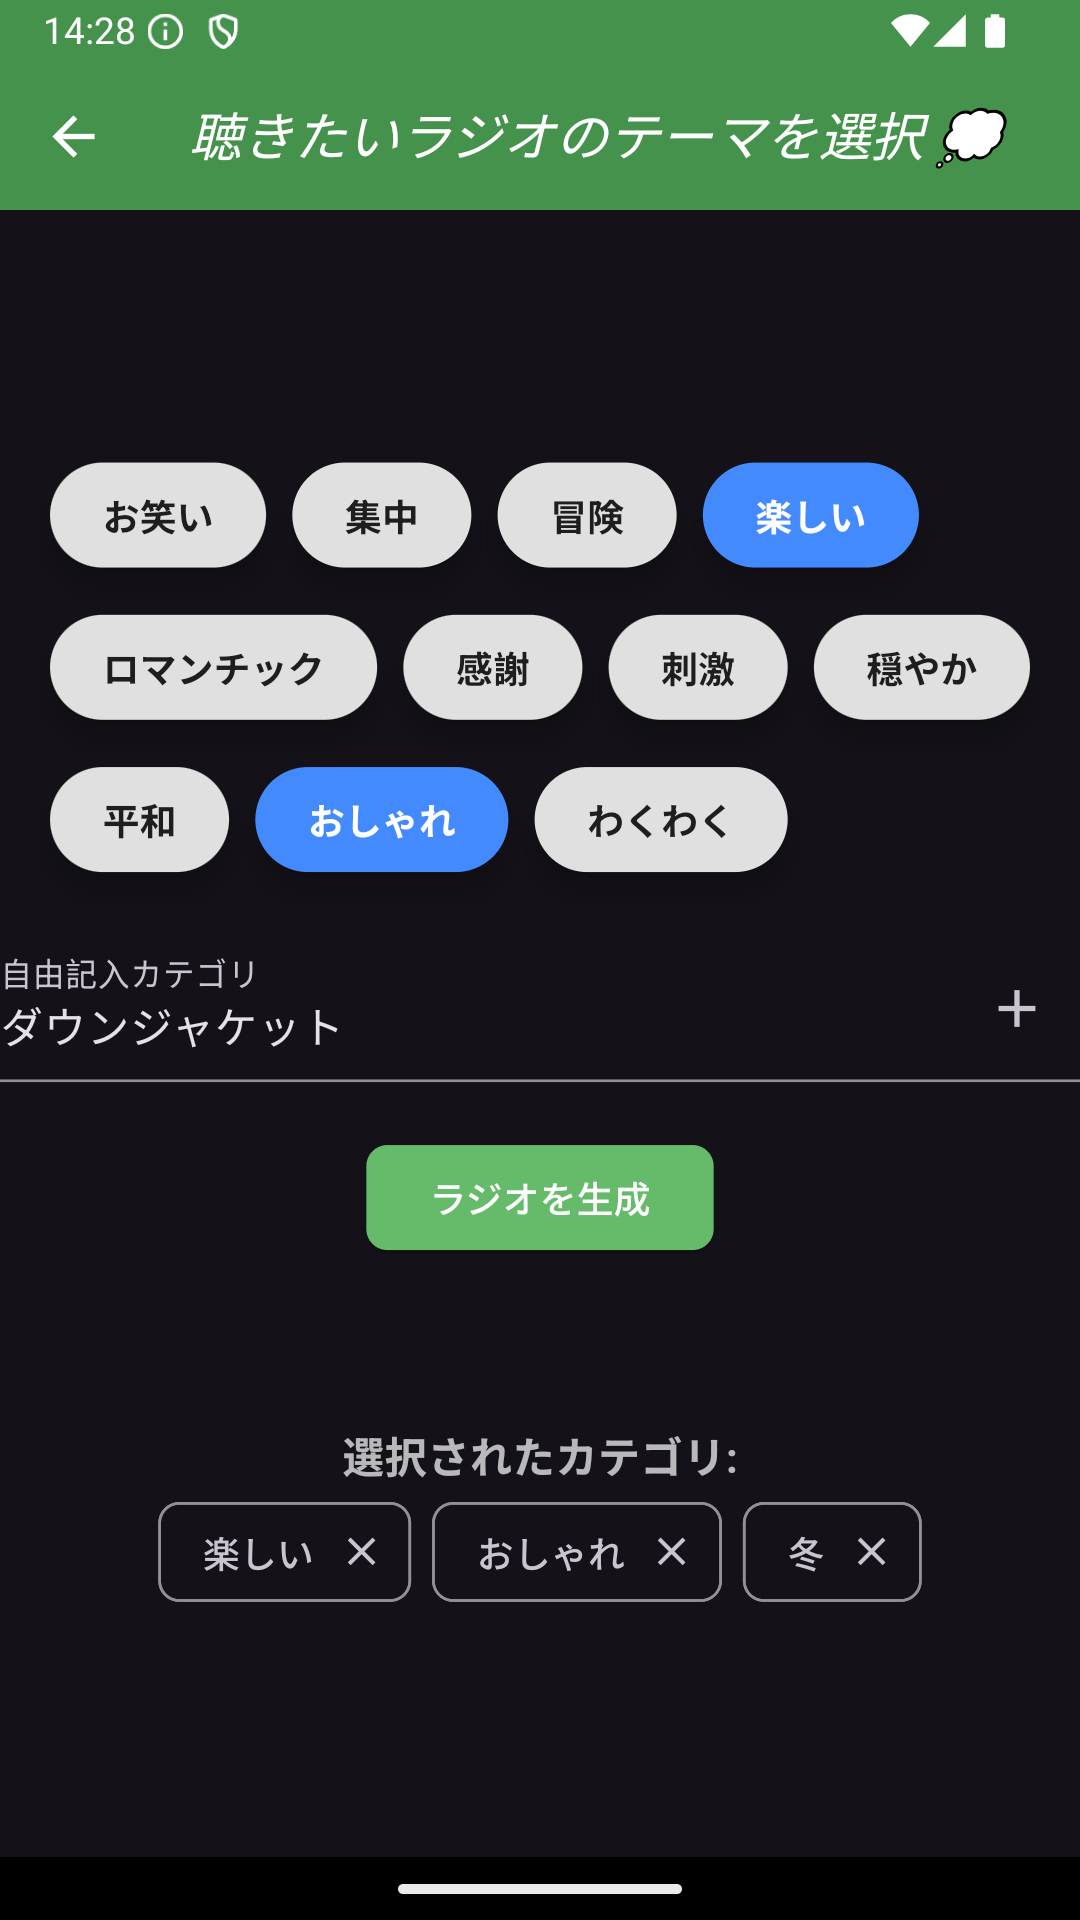 14:28
聴きたいラジオのテーマを選択💭
お笑い 集中 冒険 楽しい
ロマンチック 感謝 刺激 穏やか
平和 おしゃれ わくわく
自由記入カテゴリ
ダウンジャケット
ラジオを生成
選択されたカテゴリ:
楽しい おしゃれ 冬